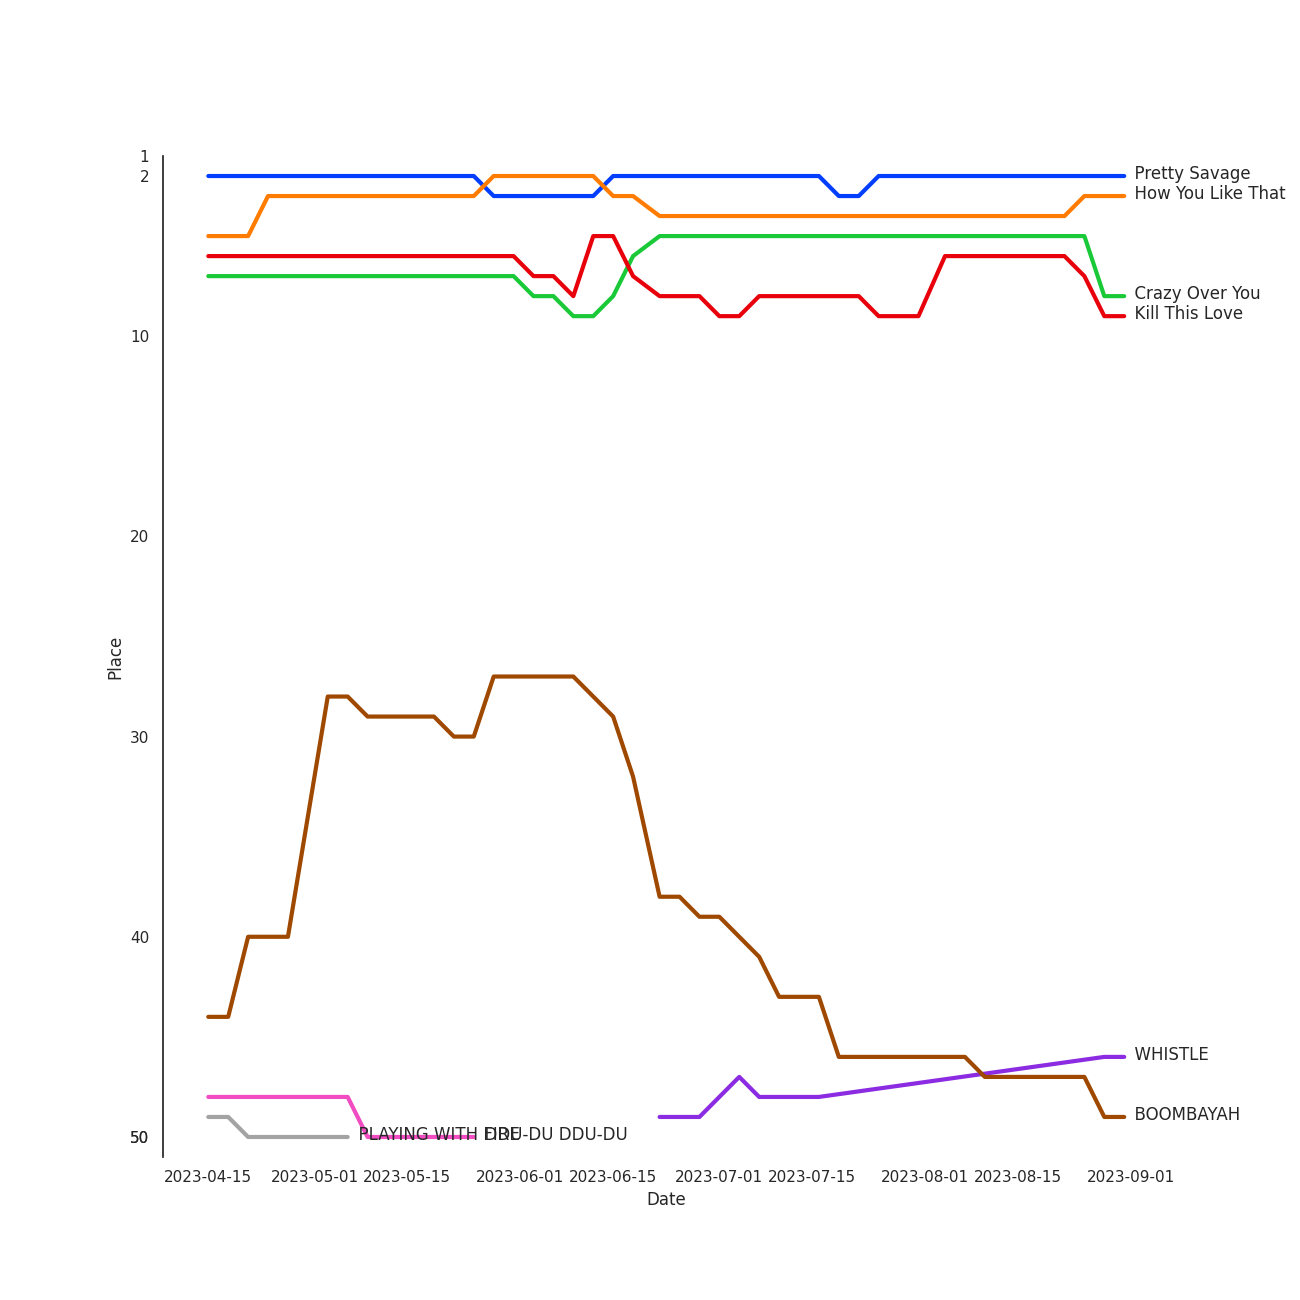 1
2
10
20
30
40
50
Place
Pretty Savage
How You Like That
Crazy Over You
Kill This Love
WHISTLE
BOOMBAYAH
PLAYING WITH FIRE
DDU-DU DDU-DU
2023-04-15
2023-05-01
2023-05-15
2023-06-01
2023-06-15
2023-07-01
2023-07-15
2023-08-01
2023-08-15
2023-09-01
Date